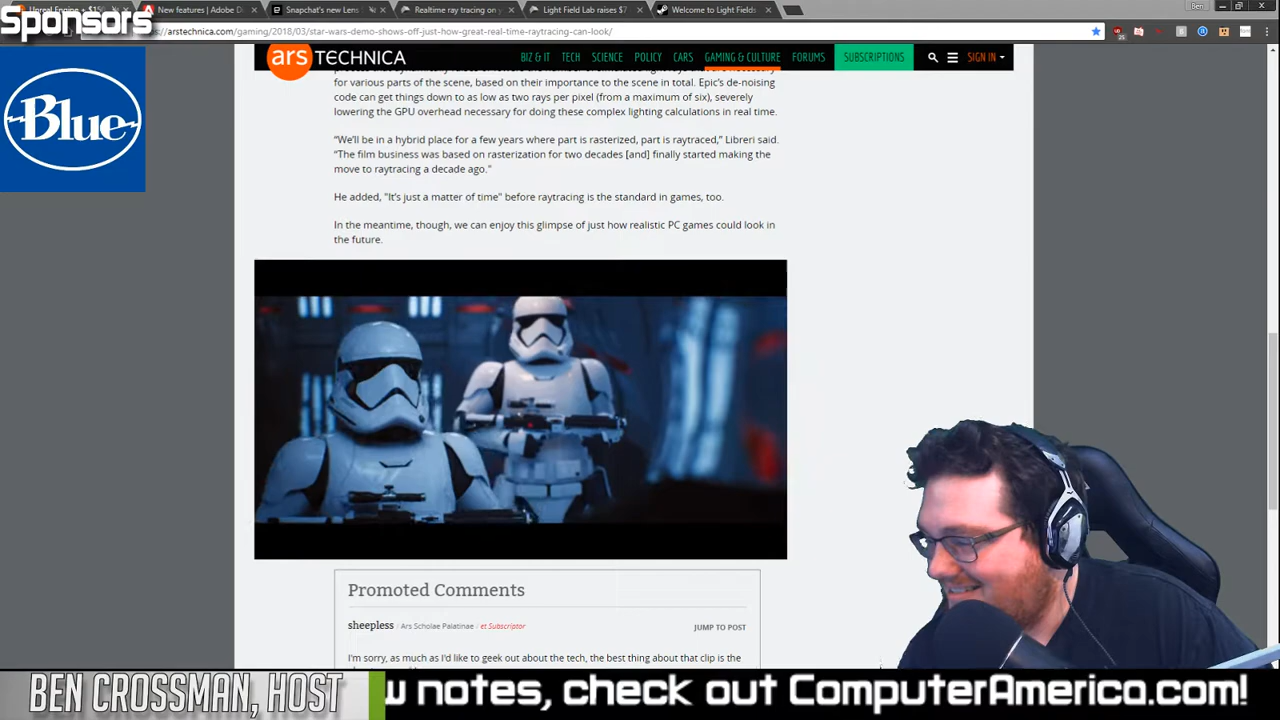 Unreal Engine + $150
New features | Adobe D
Snapchat's new Lens
Realtime ray tracing on y
Light Field Lab raises $7
Welcome to Light Fields
Ben
Sponsors
arstechnica.com/gaming/2018/03/star-wars-demo-shows-off-just-how-great-real-time-raytracing-can-look/
ars TECHNICA
BIZ & IT TECH SCIENCE POLICY CARS GAMING & CULTURE FORUMS SUBSCRIPTIONS SIGN IN
for various parts of the scene, based on their importance to the scene in total. Epic's de-noising
code can get things down to as low as two rays per pixel (from a maximum of six), severely
lowering the GPU overhead necessary for doing these complex lighting calculations in real time.
Blue
"We'll be in a hybrid place for a few years where part is rasterized, part is raytraced," Libreri said.
"The film business was based on rasterization for two decades [and] finally started making the
move to raytracing a decade ago."
He added, "It's just a matter of time" before raytracing is the standard in games, too.
In the meantime, though, we can enjoy this glimpse of just how realistic PC games could look in
the future.
Promoted Comments
sheepless / Ars Scholae Palatinae / et Subscriptor
JUMP TO POST
I'm sorry, as much as I'd like to geek out about the tech, the best thing about that clip is the
BEN CROSSMAN, HOST
w notes, check out ComputerAmerica.com!